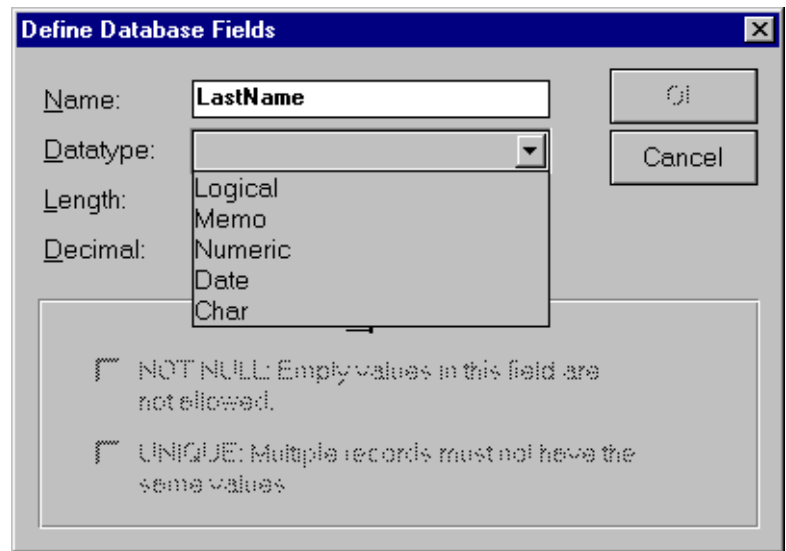 Define Database Fields
Name: LastName
OK
Datatype:
Cancel
Length:
Decimal:
Logical
Memo
Numeric
Date
Char
NOT NULL: Empty values in this field are
not allowed.
UNIQUE: Multiple records must not have the
same values